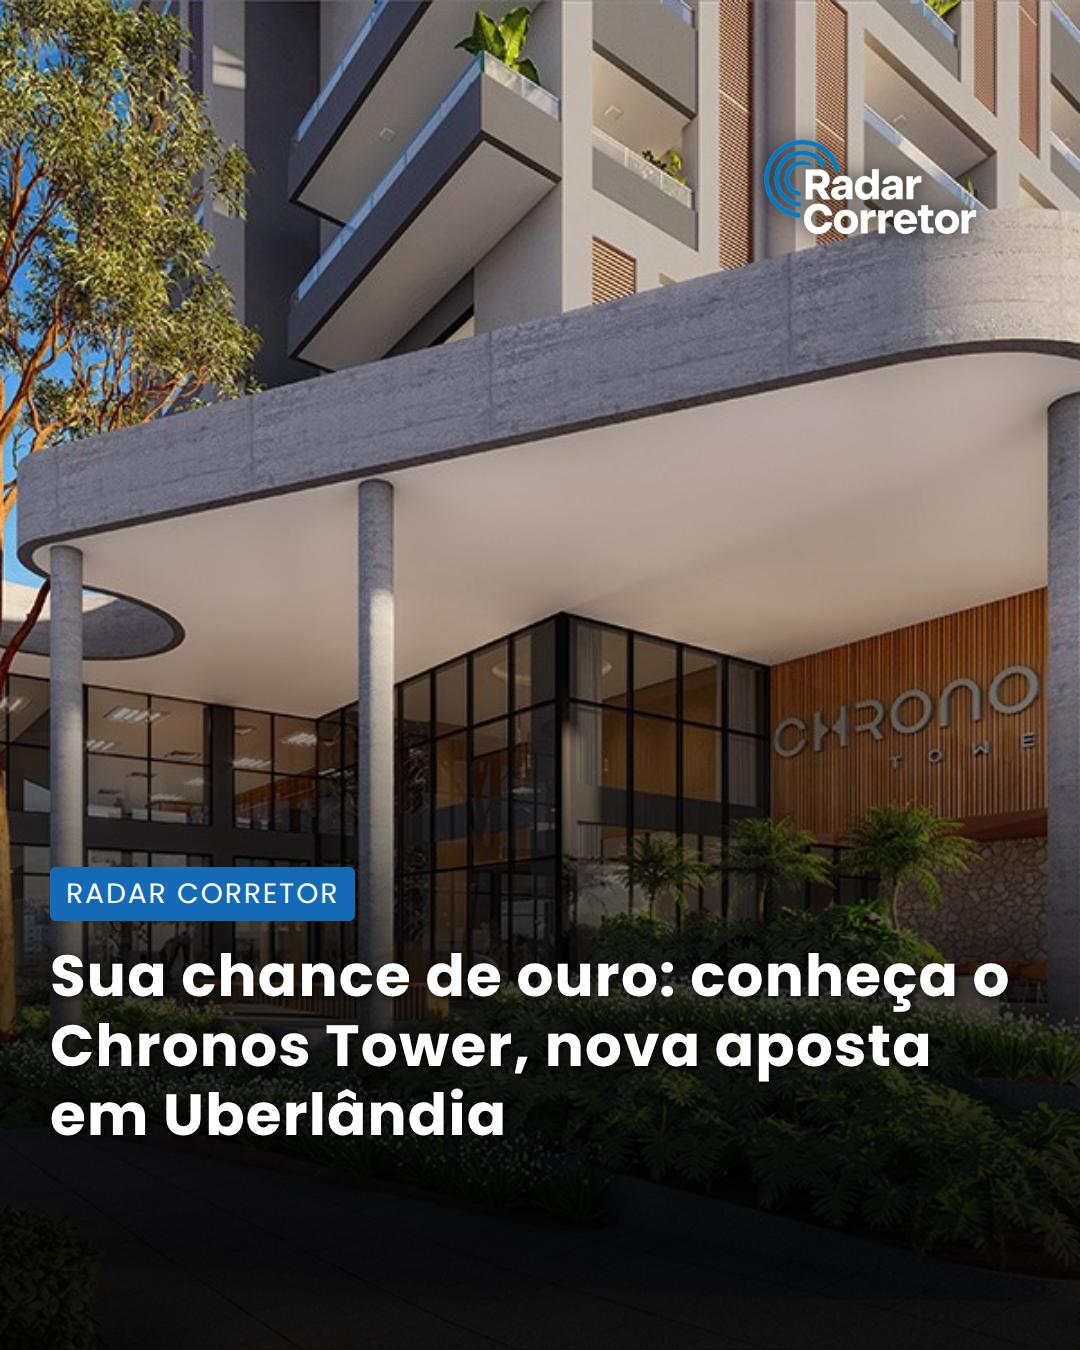 Radar
Corretor
CHRONO
TOWE
RADAR CORRETOR
Sua chance de ouro: conheça o
Chronos Tower, nova aposta
em Uberlândia